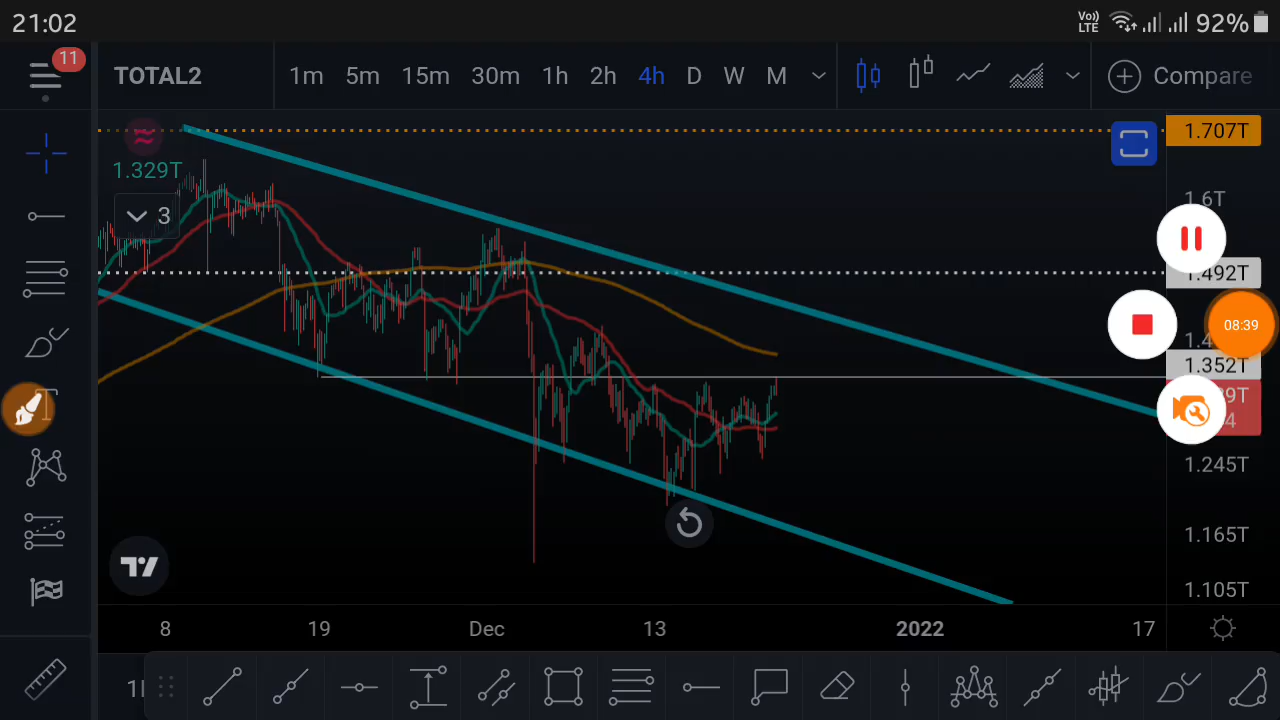 21:02
Vo))
LTE
92%
11
TOTAL2
1m 5m 15m 30m 1h 2h 4h D W M
Compare
1.707T
1.329T
1.6T
3
1.492T
08:39
1.352T
1.245T
1.165T
1.105T
8 19 Dec 13 2022 17